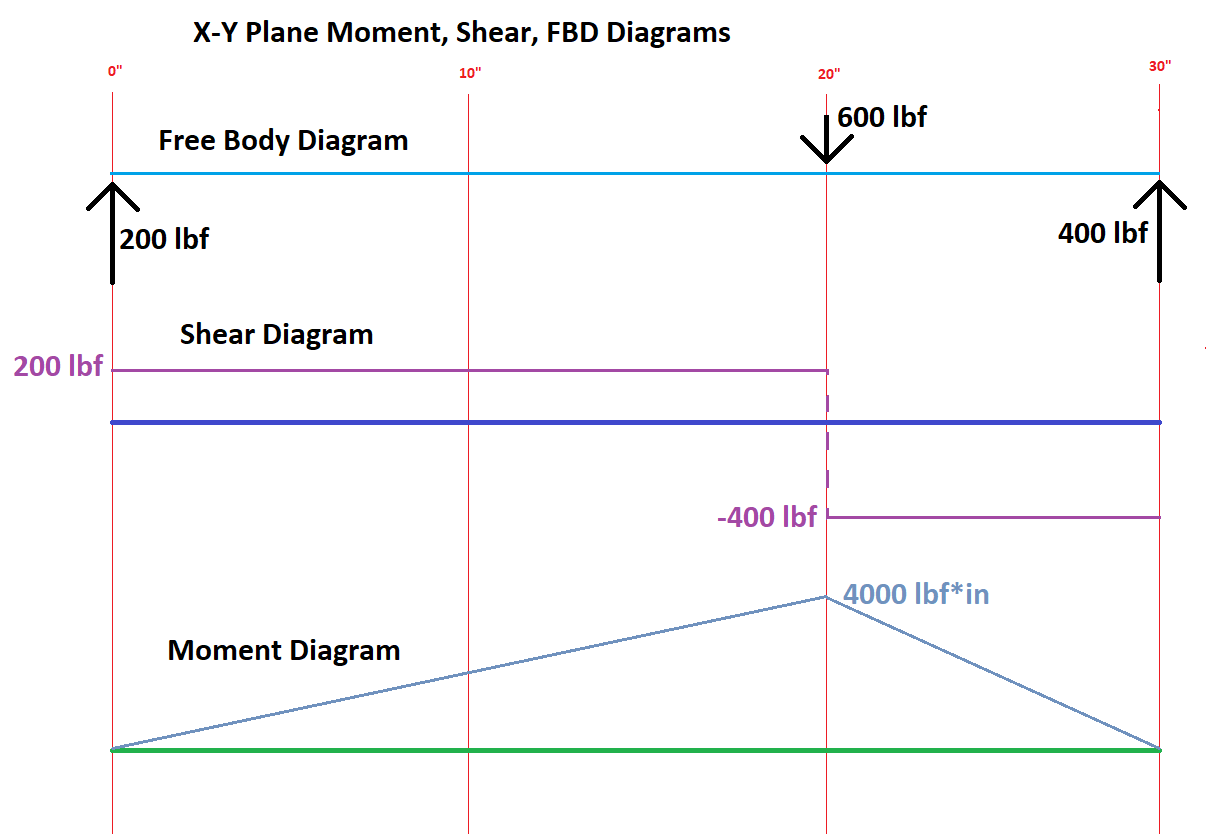 X-Y Plane Moment, Shear, FBD Diagrams
0"
10"
20"
30"
600 lbf
Free Body Diagram
200 lbf
400 lbf
Shear Diagram
200 lbf
-400 lbf
4000 lbf*in
Moment Diagram